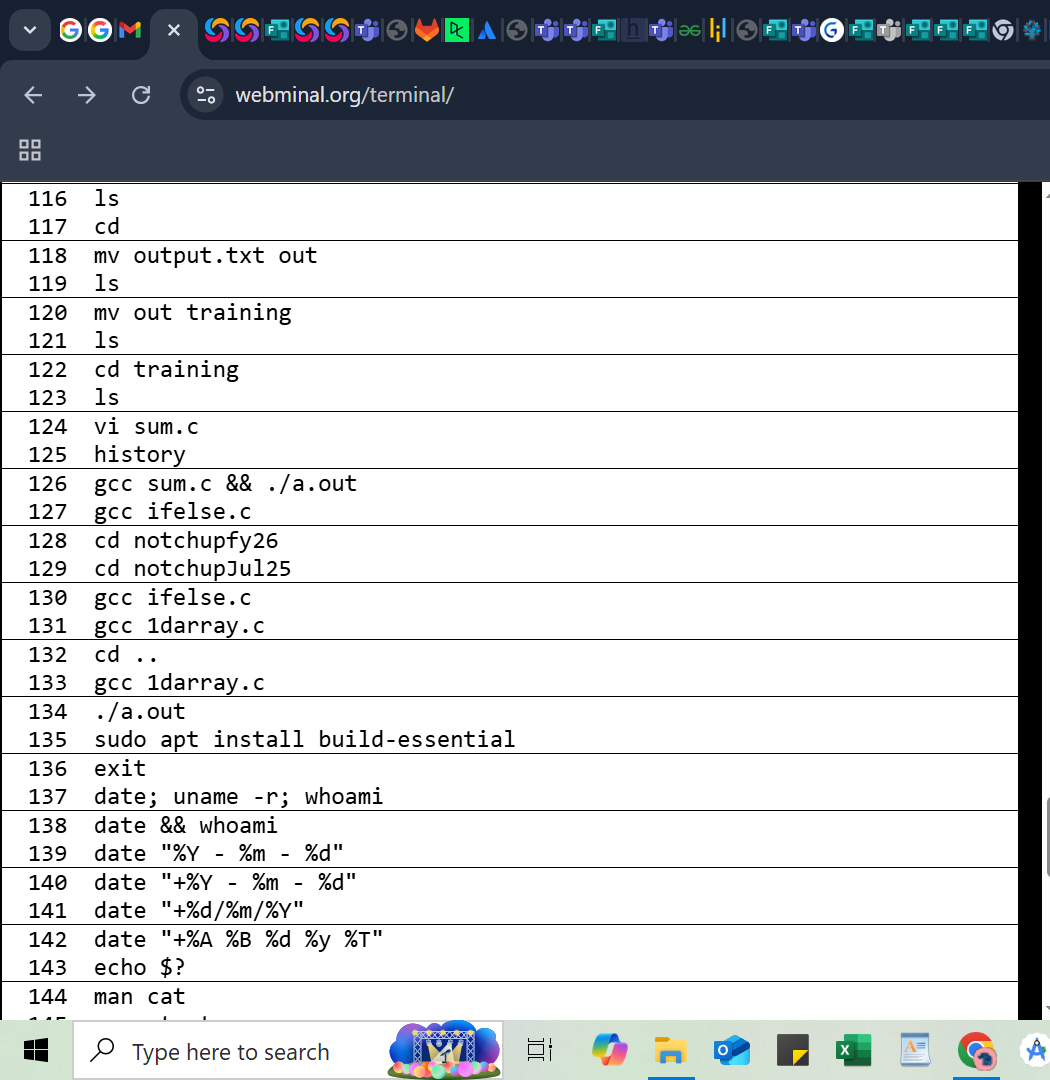 webminal.org/terminal/
116 ls
117 cd
118 mv output.txt out
119 ls
120 mv out training
121 ls
122 cd training
123 ls
124 vi sum.c
125 history
126 gcc sum.c && ./a.out
127 gcc ifelse.c
128 cd notchupfy26
129 cd notchupJul25
130 gcc ifelse.c
131 gcc 1darray.c
132 cd ..
133 gcc 1darray.c
134 ./a.out
135 sudo apt install build-essential
136 exit
137 date; uname -r; whoami
138 date && whoami
139 date "%Y - %m - %d"
140 date "+%Y - %m - %d"
141 date "+%d/%m/%Y"
142 date "+%A %B %d %y %T"
143 echo $?
144 man cat
Type here to search